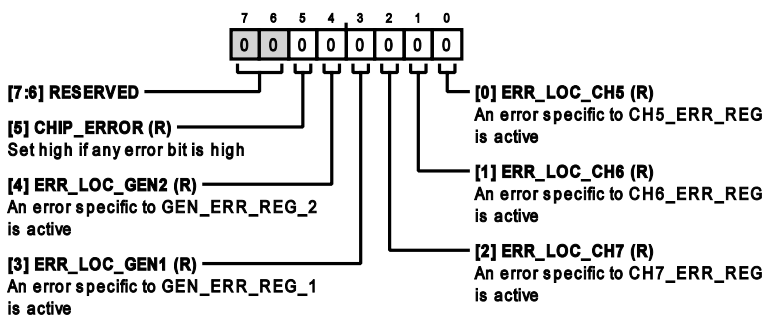 7 6 5 4 3 2 1 0
0 0 0 0 0 0 0 0
[7:6] RESERVED
[5] CHIP_ERROR (R)
Set high if any error bit is high
[4] ERR_LOC_GEN2 (R)
An error specific to GEN_ERR_REG_2
is active
[3] ERR_LOC_GEN1 (R)
An error specific to GEN_ERR_REG_1
is active
[0] ERR_LOC_CH5 (R)
An error specific to CH5_ERR_REG
is active
[1] ERR_LOC_CH6 (R)
An error specific to CH6_ERR_REG
is active
[2] ERR_LOC_CH7 (R)
An error specific to CH7_ERR_REG
is active